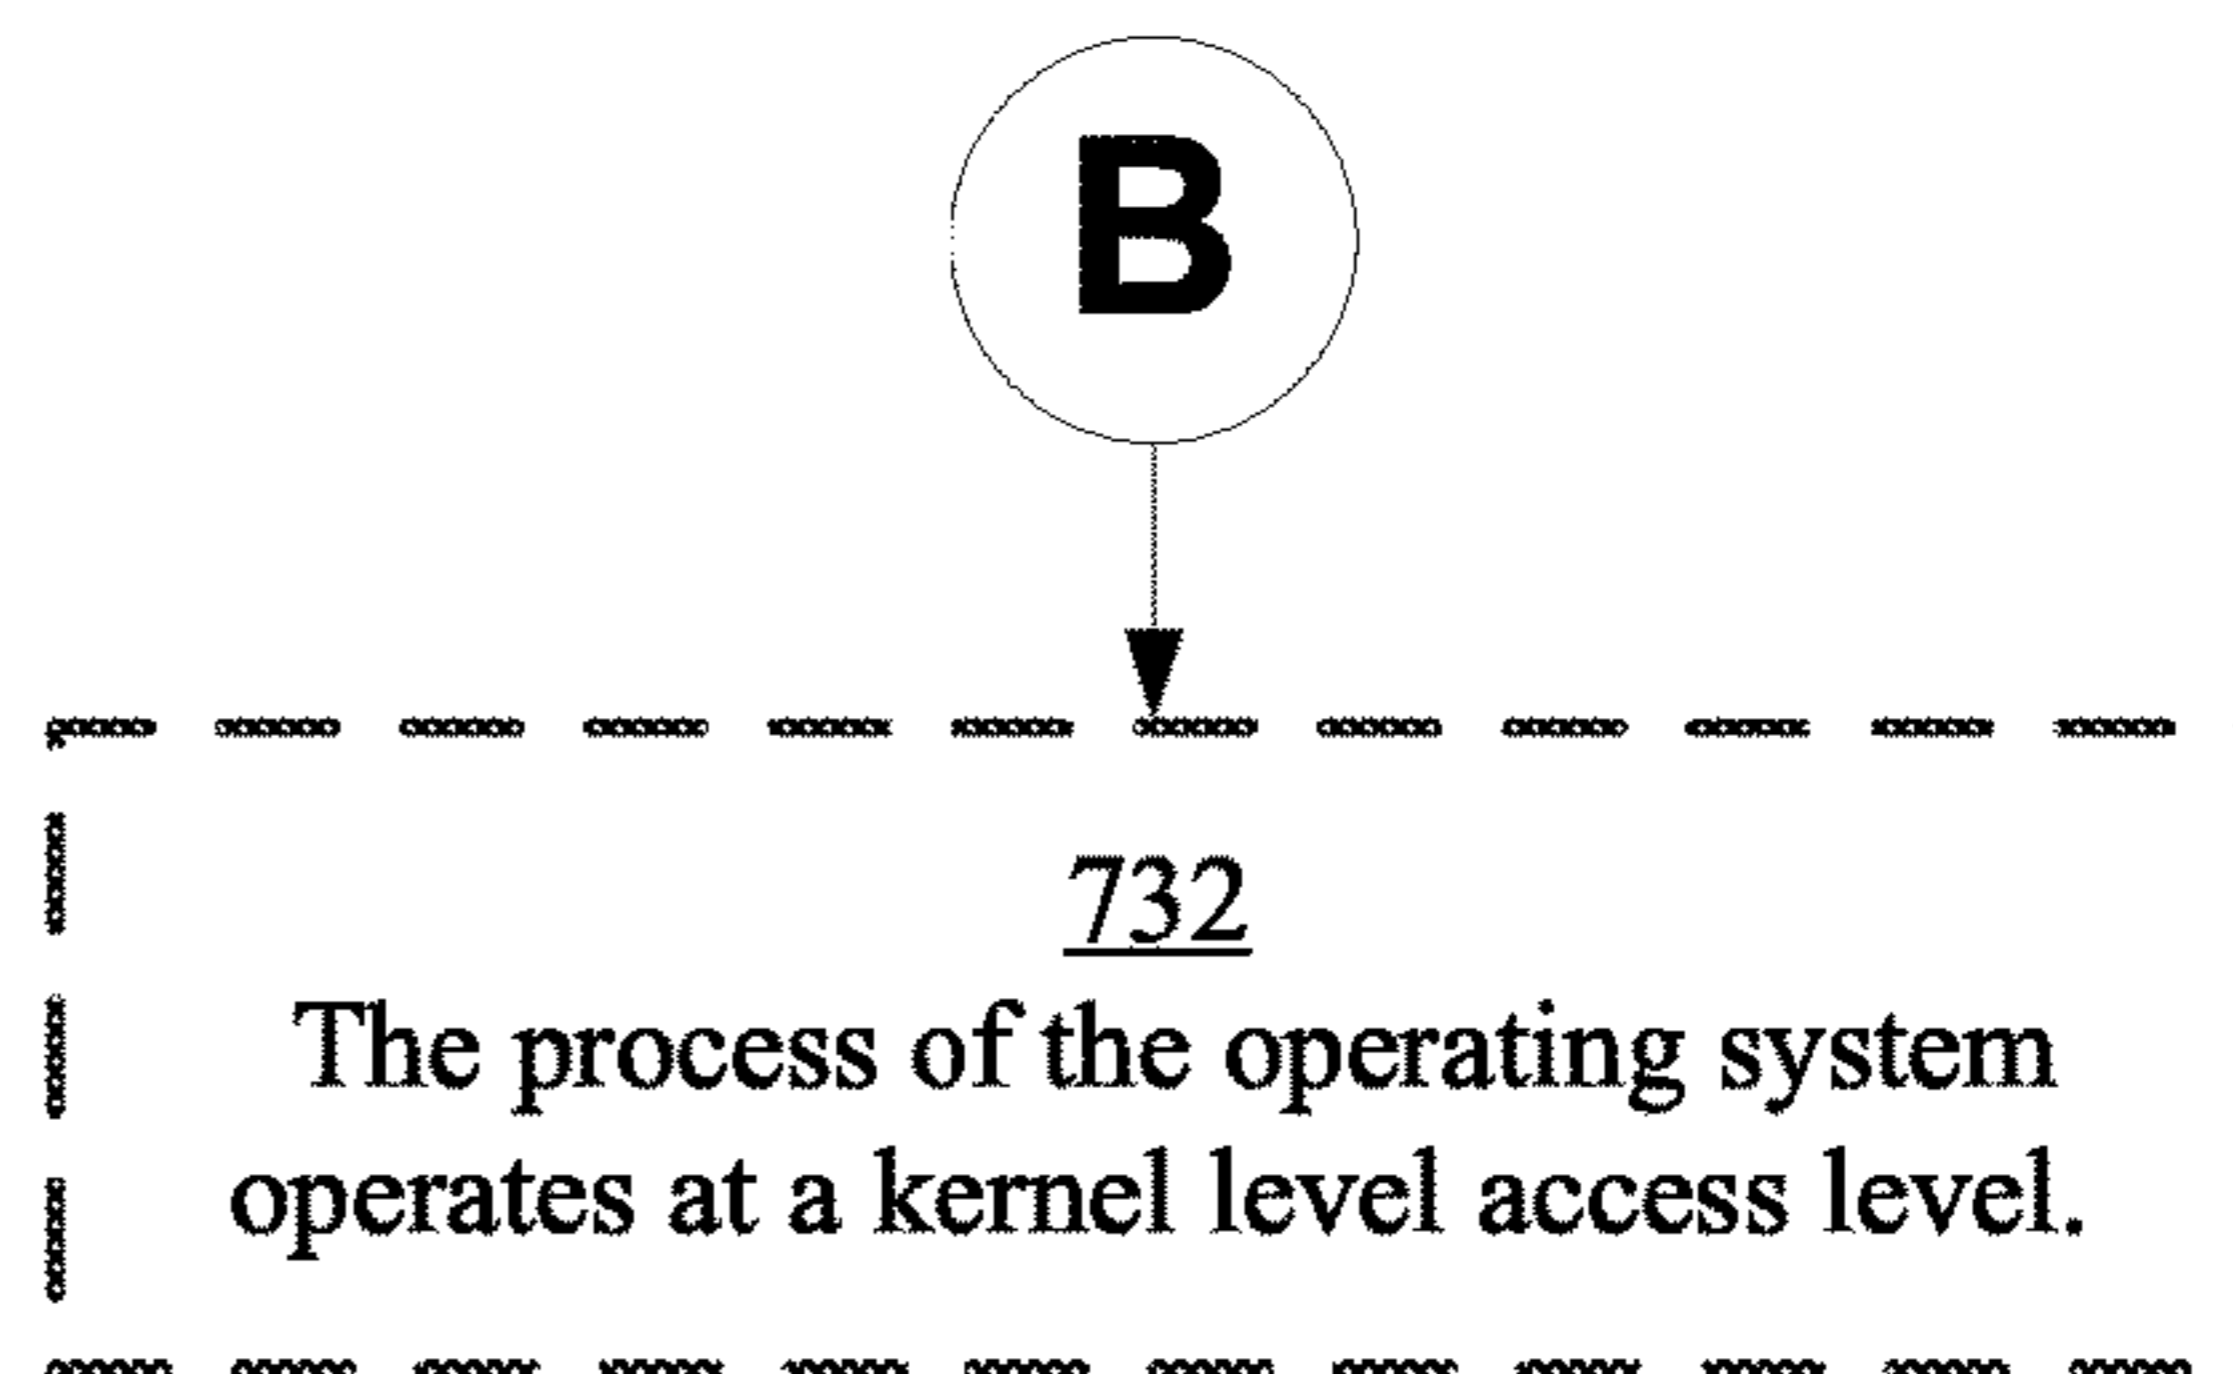 B
732
The process of the operating system
operates at a kernel level access level.